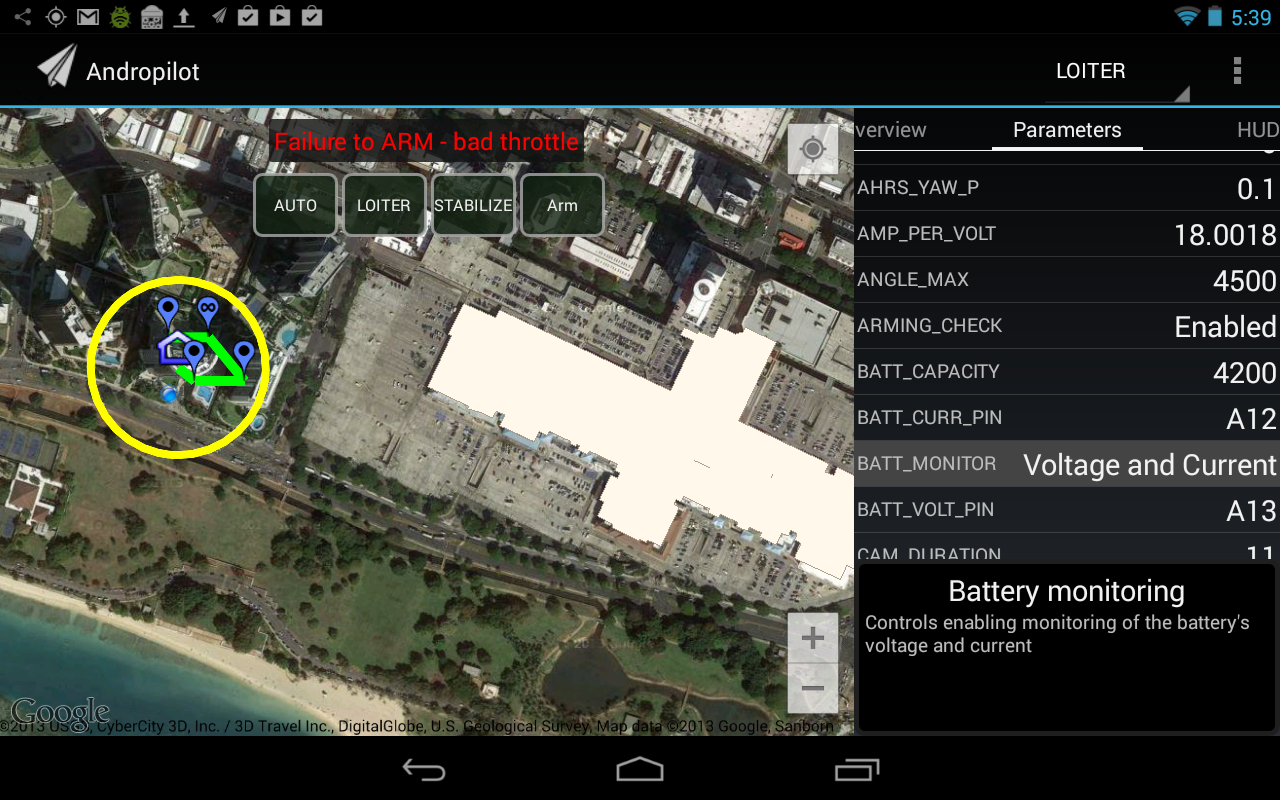 5:39
Andropilot
LOITER
Failure to ARM - bad throttle
AUTO
LOITER
STABILIZE
Arm
verview
Parameters
HUD
AHRS_YAW_P
0.1
AMP_PER_VOLT
18.0018
ANGLE_MAX
4500
ARMING_CHECK
Enabled
BATT_CAPACITY
4200
BATT_CURR_PIN
A12
BATT_MONITOR
Voltage and Current
BATT_VOLT_PIN
A13
CAM_DURATION
11
Battery monitoring
Controls enabling monitoring of the battery's
voltage and current
Google
©2013 CyberCity 3D, Inc. / 3D Travel Inc., DigitalGlobe, U.S. Geological Survey, Map data ©2013 Google, Sanborn